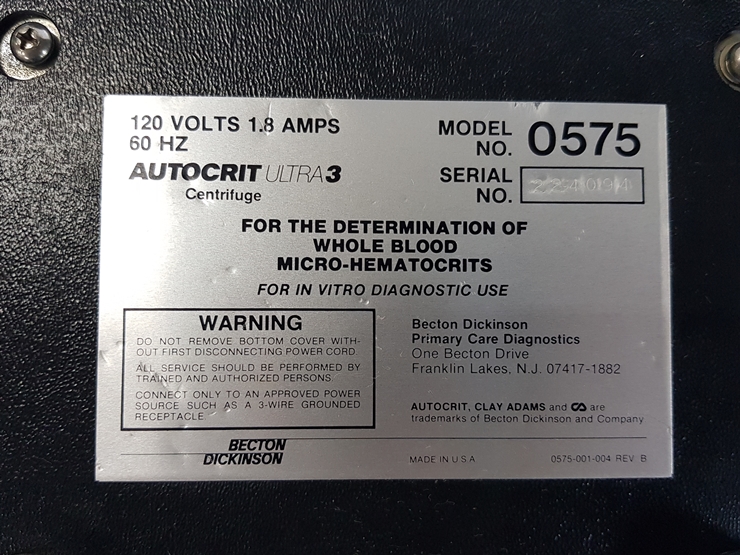 120 VOLTS 1.8 AMPS
60 HZ
AUTOCRIT ULTRA 3
Centrifuge
MODEL NO. 0575
SERIAL NO.
FOR THE DETERMINATION OF
WHOLE BLOOD
MICRO-HEMATOCRITS
FOR IN VITRO DIAGNOSTIC USE
WARNING
DO NOT REMOVE BOTTOM COVER WITH-
OUT FIRST DISCONNECTING POWER CORD
ALL SERVICE SHOULD BE PERFORMED BY
TRAINED AND AUTHORIZED PERSONS
CONNECT ONLY TO AN APPROVED POWER
SOURCE SUCH AS A 3-WIRE GROUNDED
RECEPTACLE
Becton Dickinson
Primary Care Diagnostics
One Becton Drive
Franklin Lakes, N.J. 07417-1882
AUTOCRIT, CLAY ADAMS and CA are
trademarks of Becton Dickinson and Company
BECTON
DICKINSON
MADE IN U S A
0575-001-004 REV B